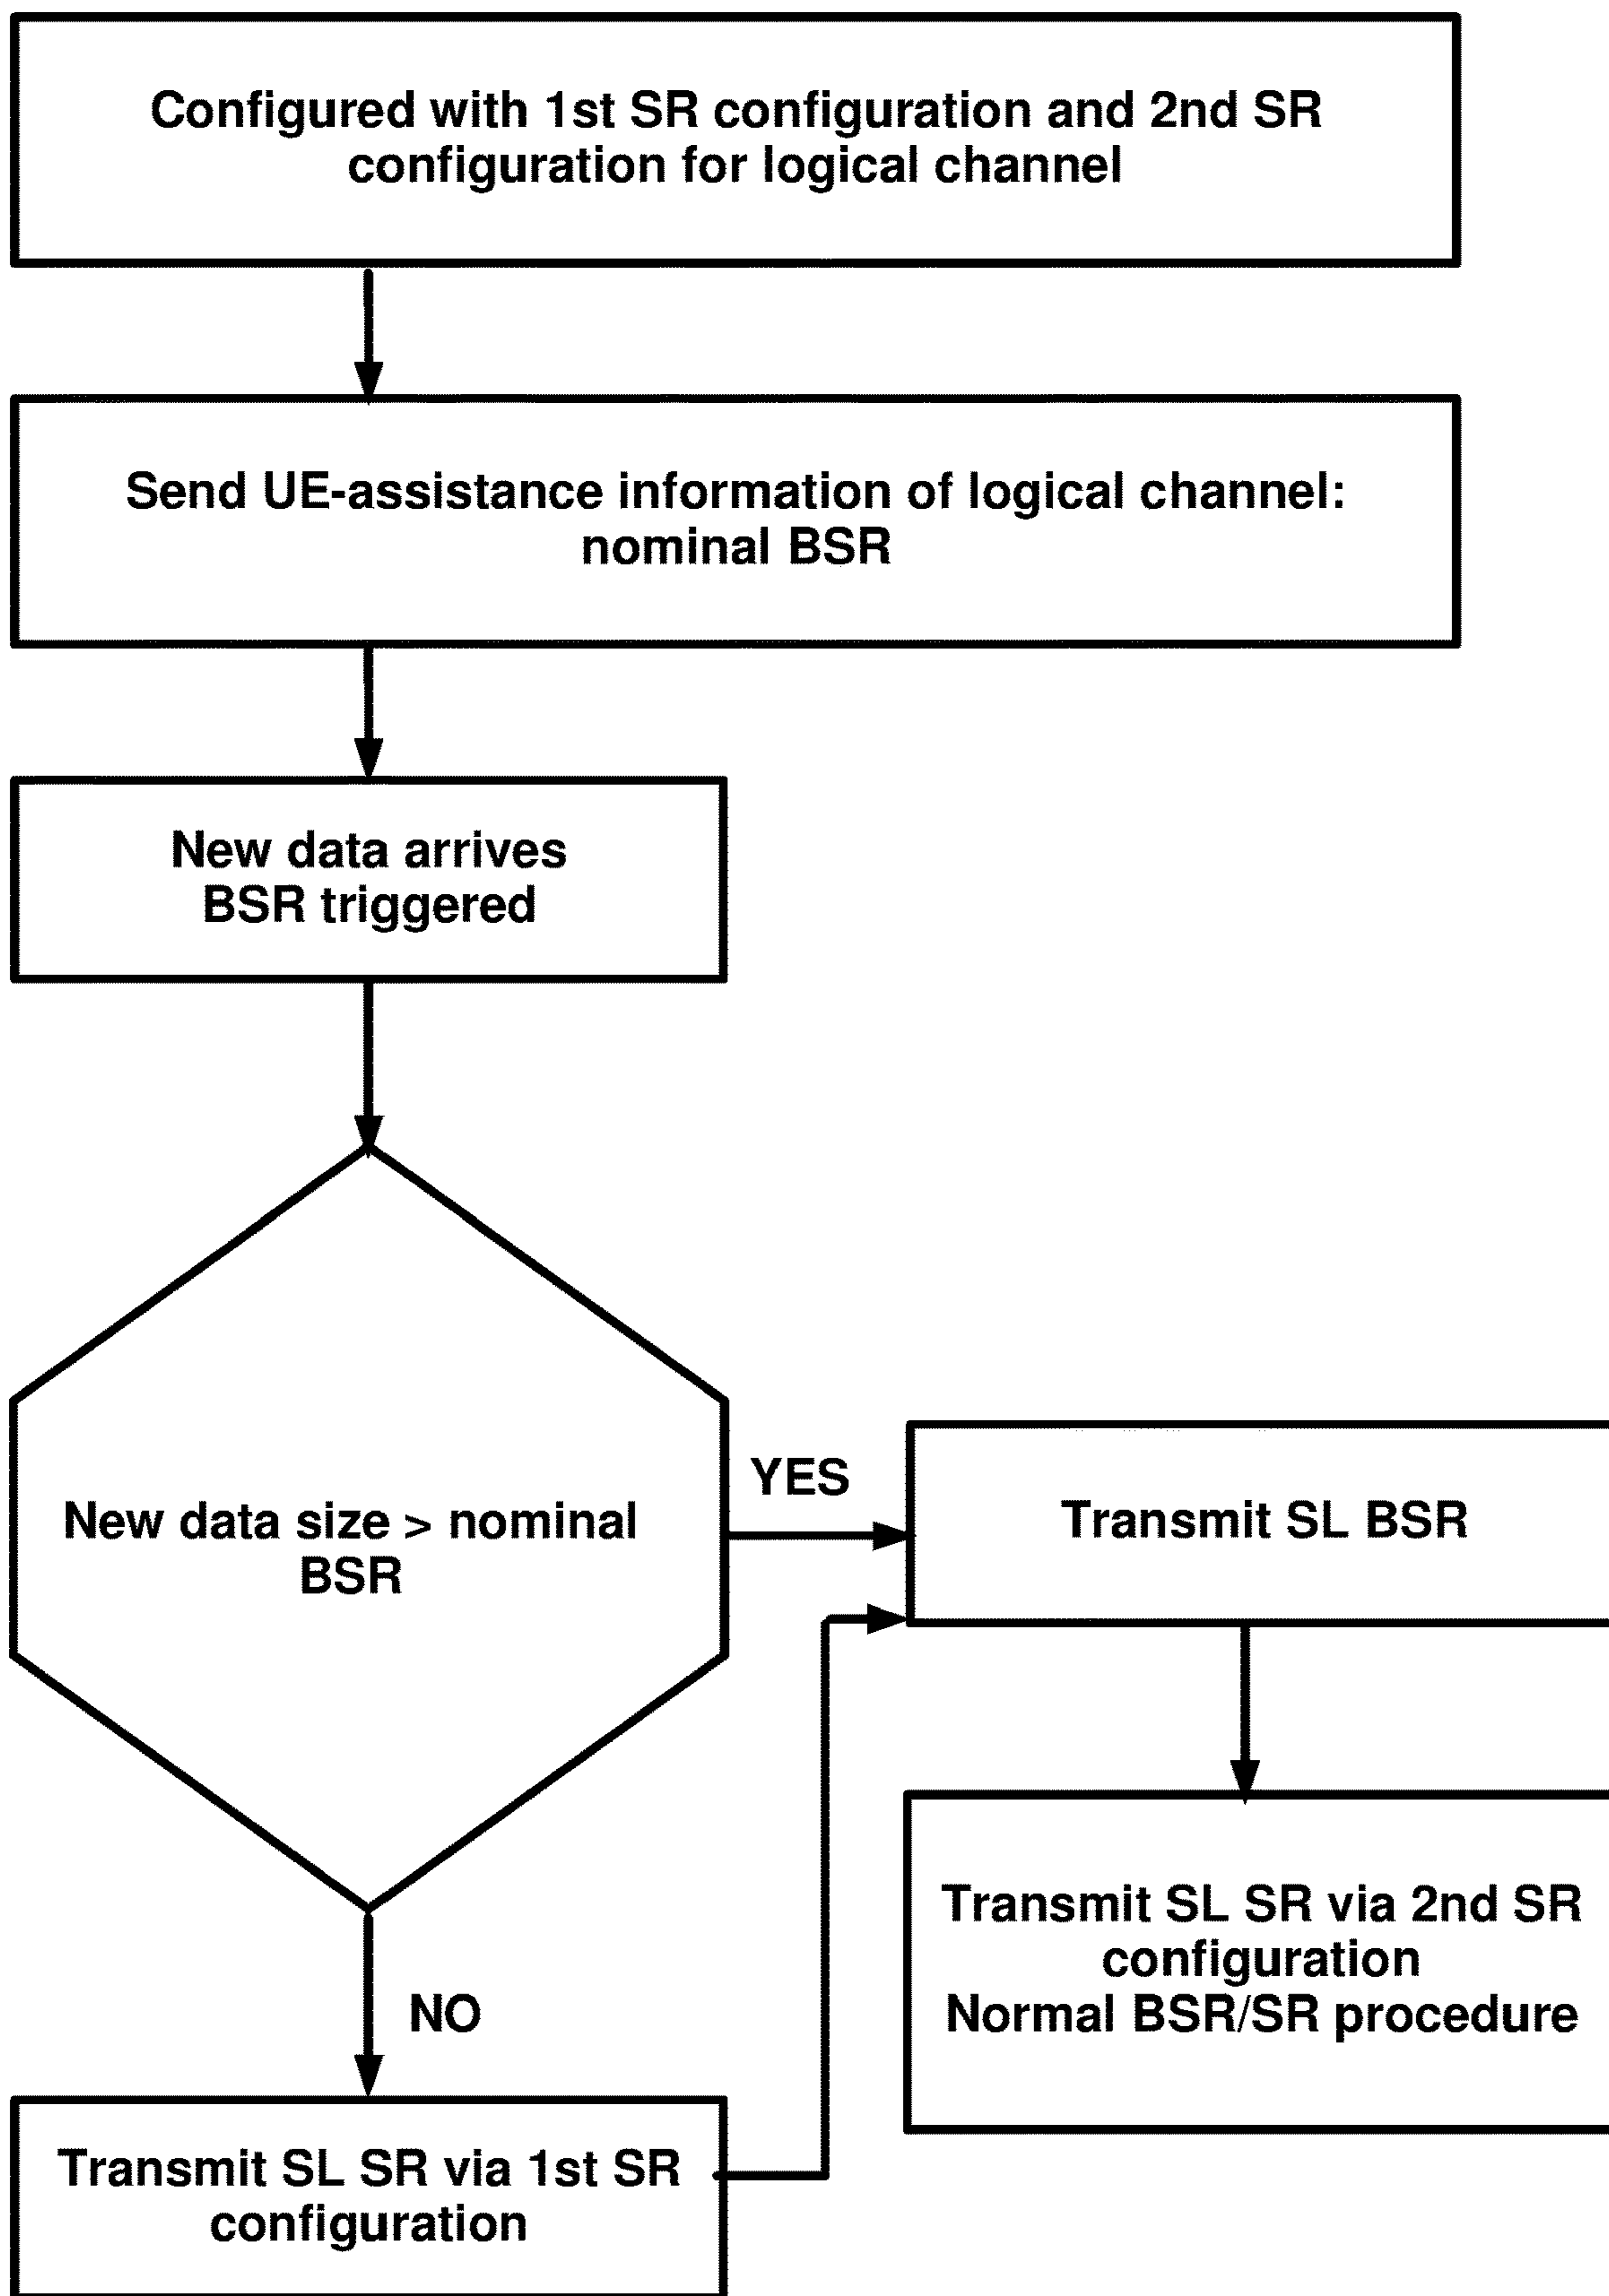 Configured with 1st SR configuration and 2nd SR
configuration for logical channel
Send UE-assistance information of logical channel:
nominal BSR
New data arrives
BSR triggered
New data size > nominal
BSR
YES
Transmit SL BSR
Transmit SL SR via 2nd SR
configuration
Normal BSR/SR procedure
NO
Transmit SL SR via 1st SR
configuration